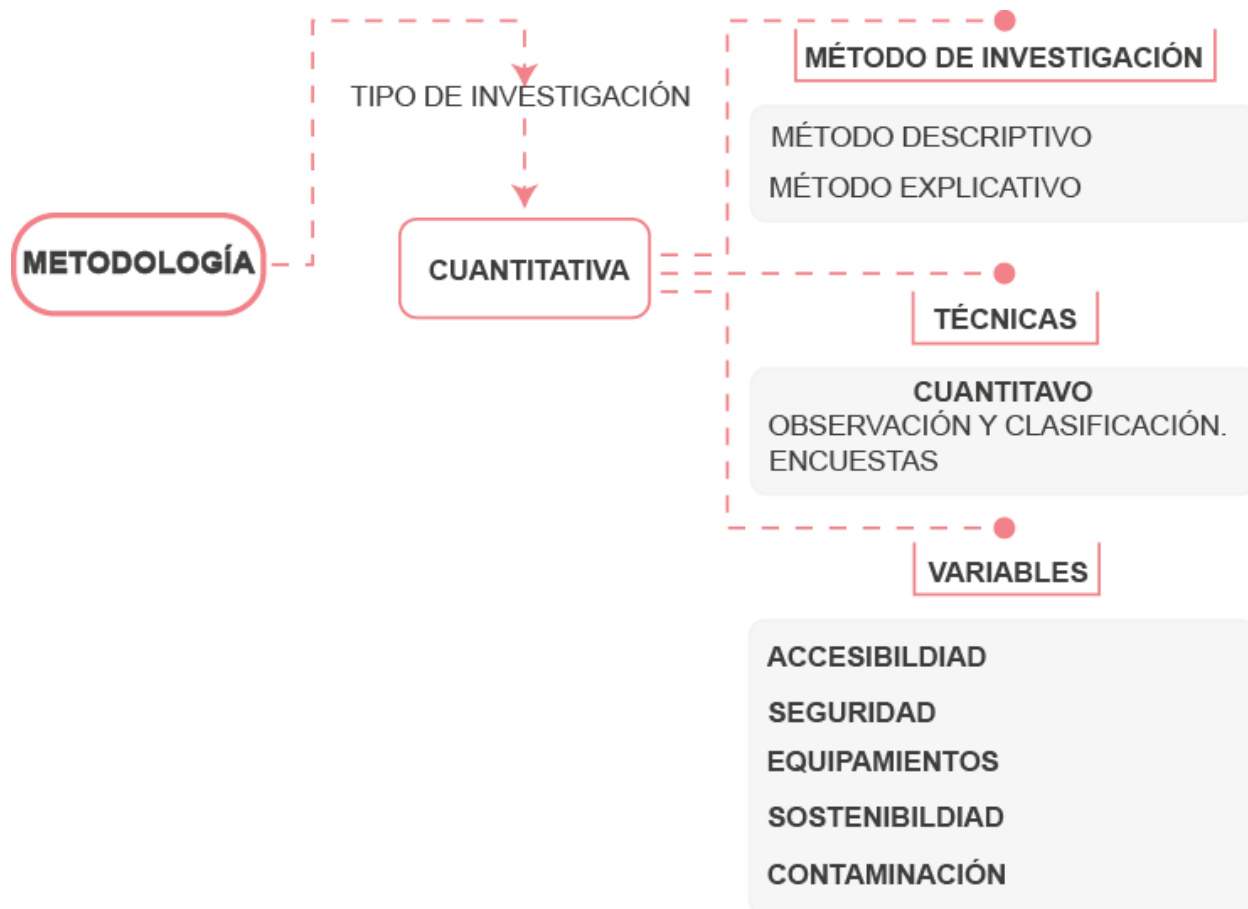 METODOLOGÍA
TIPO DE INVESTIGACIÓN
CUANTITATIVA
MÉTODO DE INVESTIGACIÓN
MÉTODO DESCRIPTIVO
MÉTODO EXPLICATIVO
TÉCNICAS
CUANTITAVO
OBSERVACIÓN Y CLASIFICACIÓN.
ENCUESTAS
VARIABLES
ACCESIBILDIAD
SEGURIDAD
EQUIPAMIENTOS
SOSTENIBILDIAD
CONTAMINACIÓN